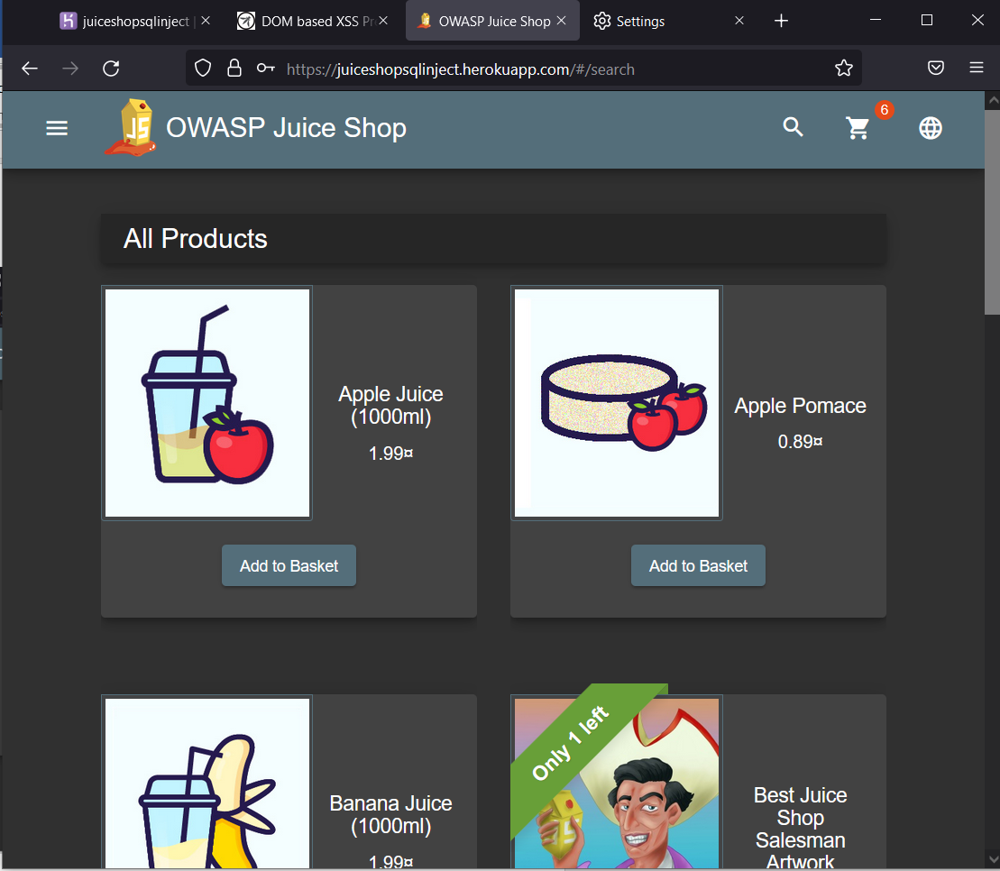 juiceshopsqlinject |
DOM based XSS Pr
OWASP Juice Shop
Settings
https://juiceshopsqlinject.herokuapp.com/#/search
JS
OWASP Juice Shop
6
All Products
Apple Juice
(1000ml)
1.99¤
Apple Pomace
0.89¤
Add to Basket
Add to Basket
Only 1 left
Banana Juice
(1000ml)
1.99¤
Best Juice
Shop
Salesman
Artwork